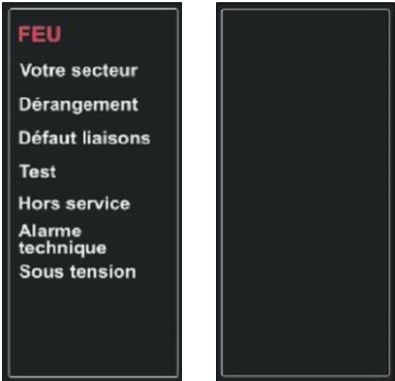 FEU
Votre secteur
Dérangement
Défaut liaisons
Test
Hors service
Alarme
technique
Sous tension